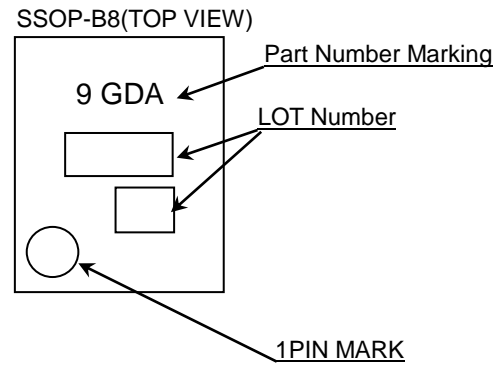 SSOP-B8(TOP VIEW)
Part Number Marking
9 GDA
LOT Number
1PIN MARK